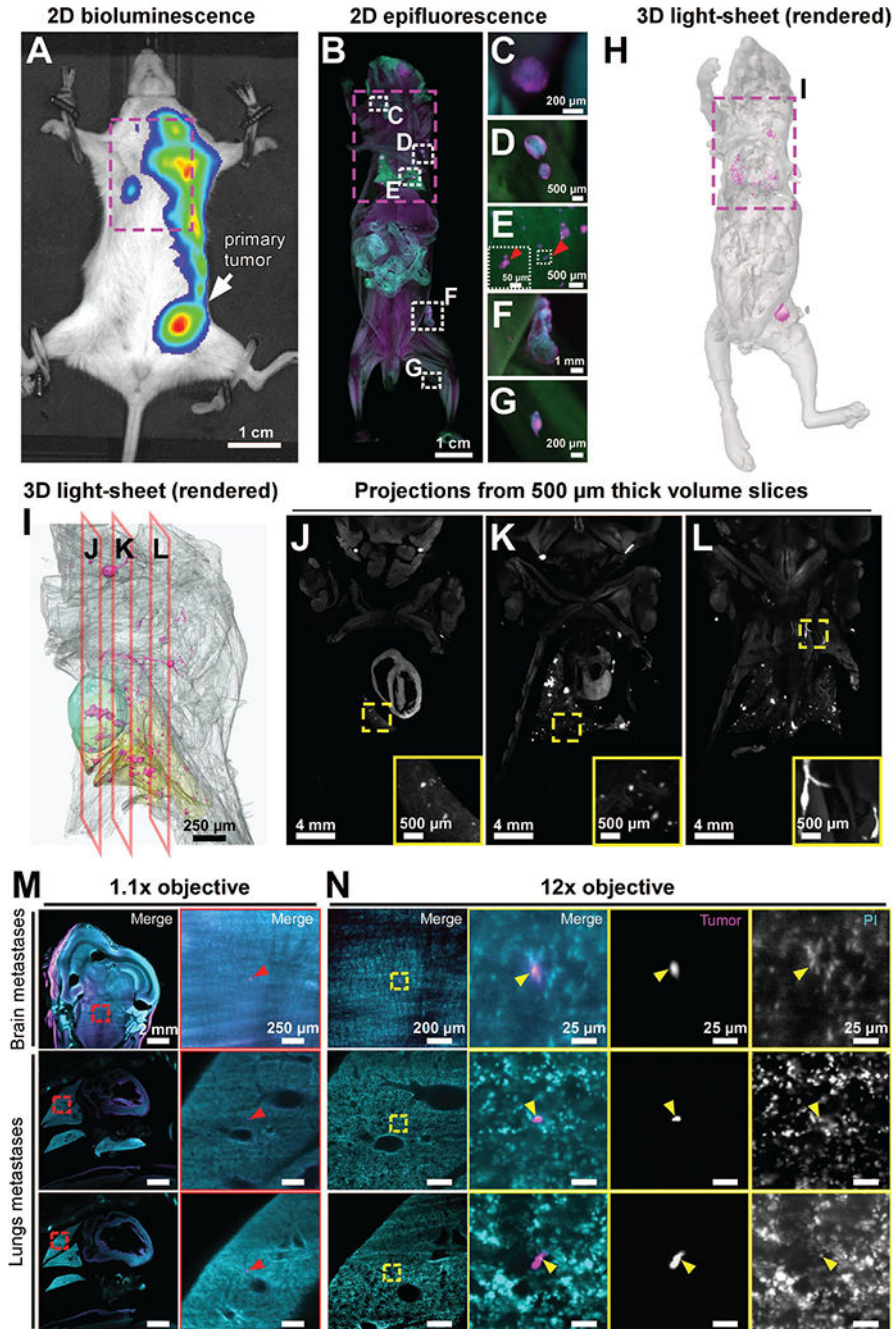 2D bioluminescence
2D epifluorescence
3D light-sheet (rendered)
A
primary
tumor
1 cm
B
C
D
E
F
G
1 cm
C
200 µm
D
500 µm
E
50 µm
500 µm
F
1 mm
G
200 µm
H
I
3D light-sheet (rendered)
Projections from 500 µm thick volume slices
I
J
K
L
250 µm
J
4 mm
500 µm
K
4 mm
500 µm
L
4 mm
500 µm
M
1.1x objective
N
12x objective
Brain metastases
Merge
2 mm
Merge
250 µm
200 µm
Merge
25 µm
Tumor
25 µm
PI
25 µm
Lungs metastases